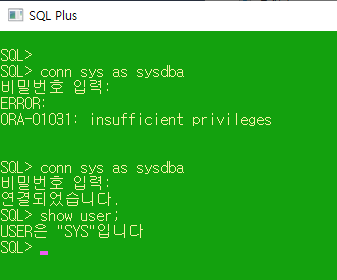 SQL Plus
SQL>
SQL> conn sys as sysdba
비밀번호 입력:
ERROR:
ORA-01031: insufficient privileges
SQL> conn sys as sysdba
비밀번호 입력:
연결되었습니다.
SQL> show user;
USER은 "SYS"입니다
SQL>